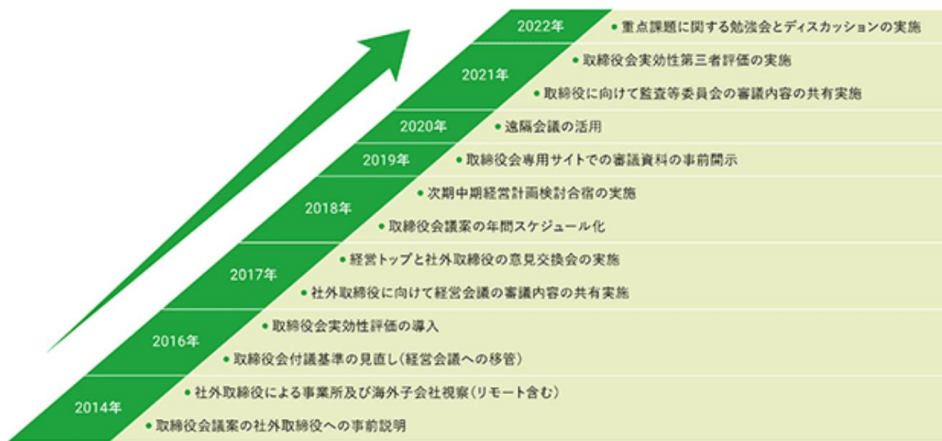 2022年
• 重点課題に関する勉強会とディスカッションの実施
2021年
• 取締役会実効性第三者評価の実施
• 取締役に向けて監査等委員会の審議内容の共有実施
2020年
• 遠隔会議の活用
2019年
• 取締役会専用サイトでの審議資料の事前開示
2018年
• 次期中期経営計画検討合宿の実施
• 取締役会議案の年間スケジュール化
2017年
• 経営トップと社外取締役の意見交換会の実施
• 社外取締役に向けて経営会議の審議内容の共有実施
2016年
• 取締役会実効性評価の導入
• 取締役会付議基準の見直し(経営会議への移管)
2014年
• 社外取締役による事業所及び海外子会社視察(リモート含む)
• 取締役会議案の社外取締役への事前説明